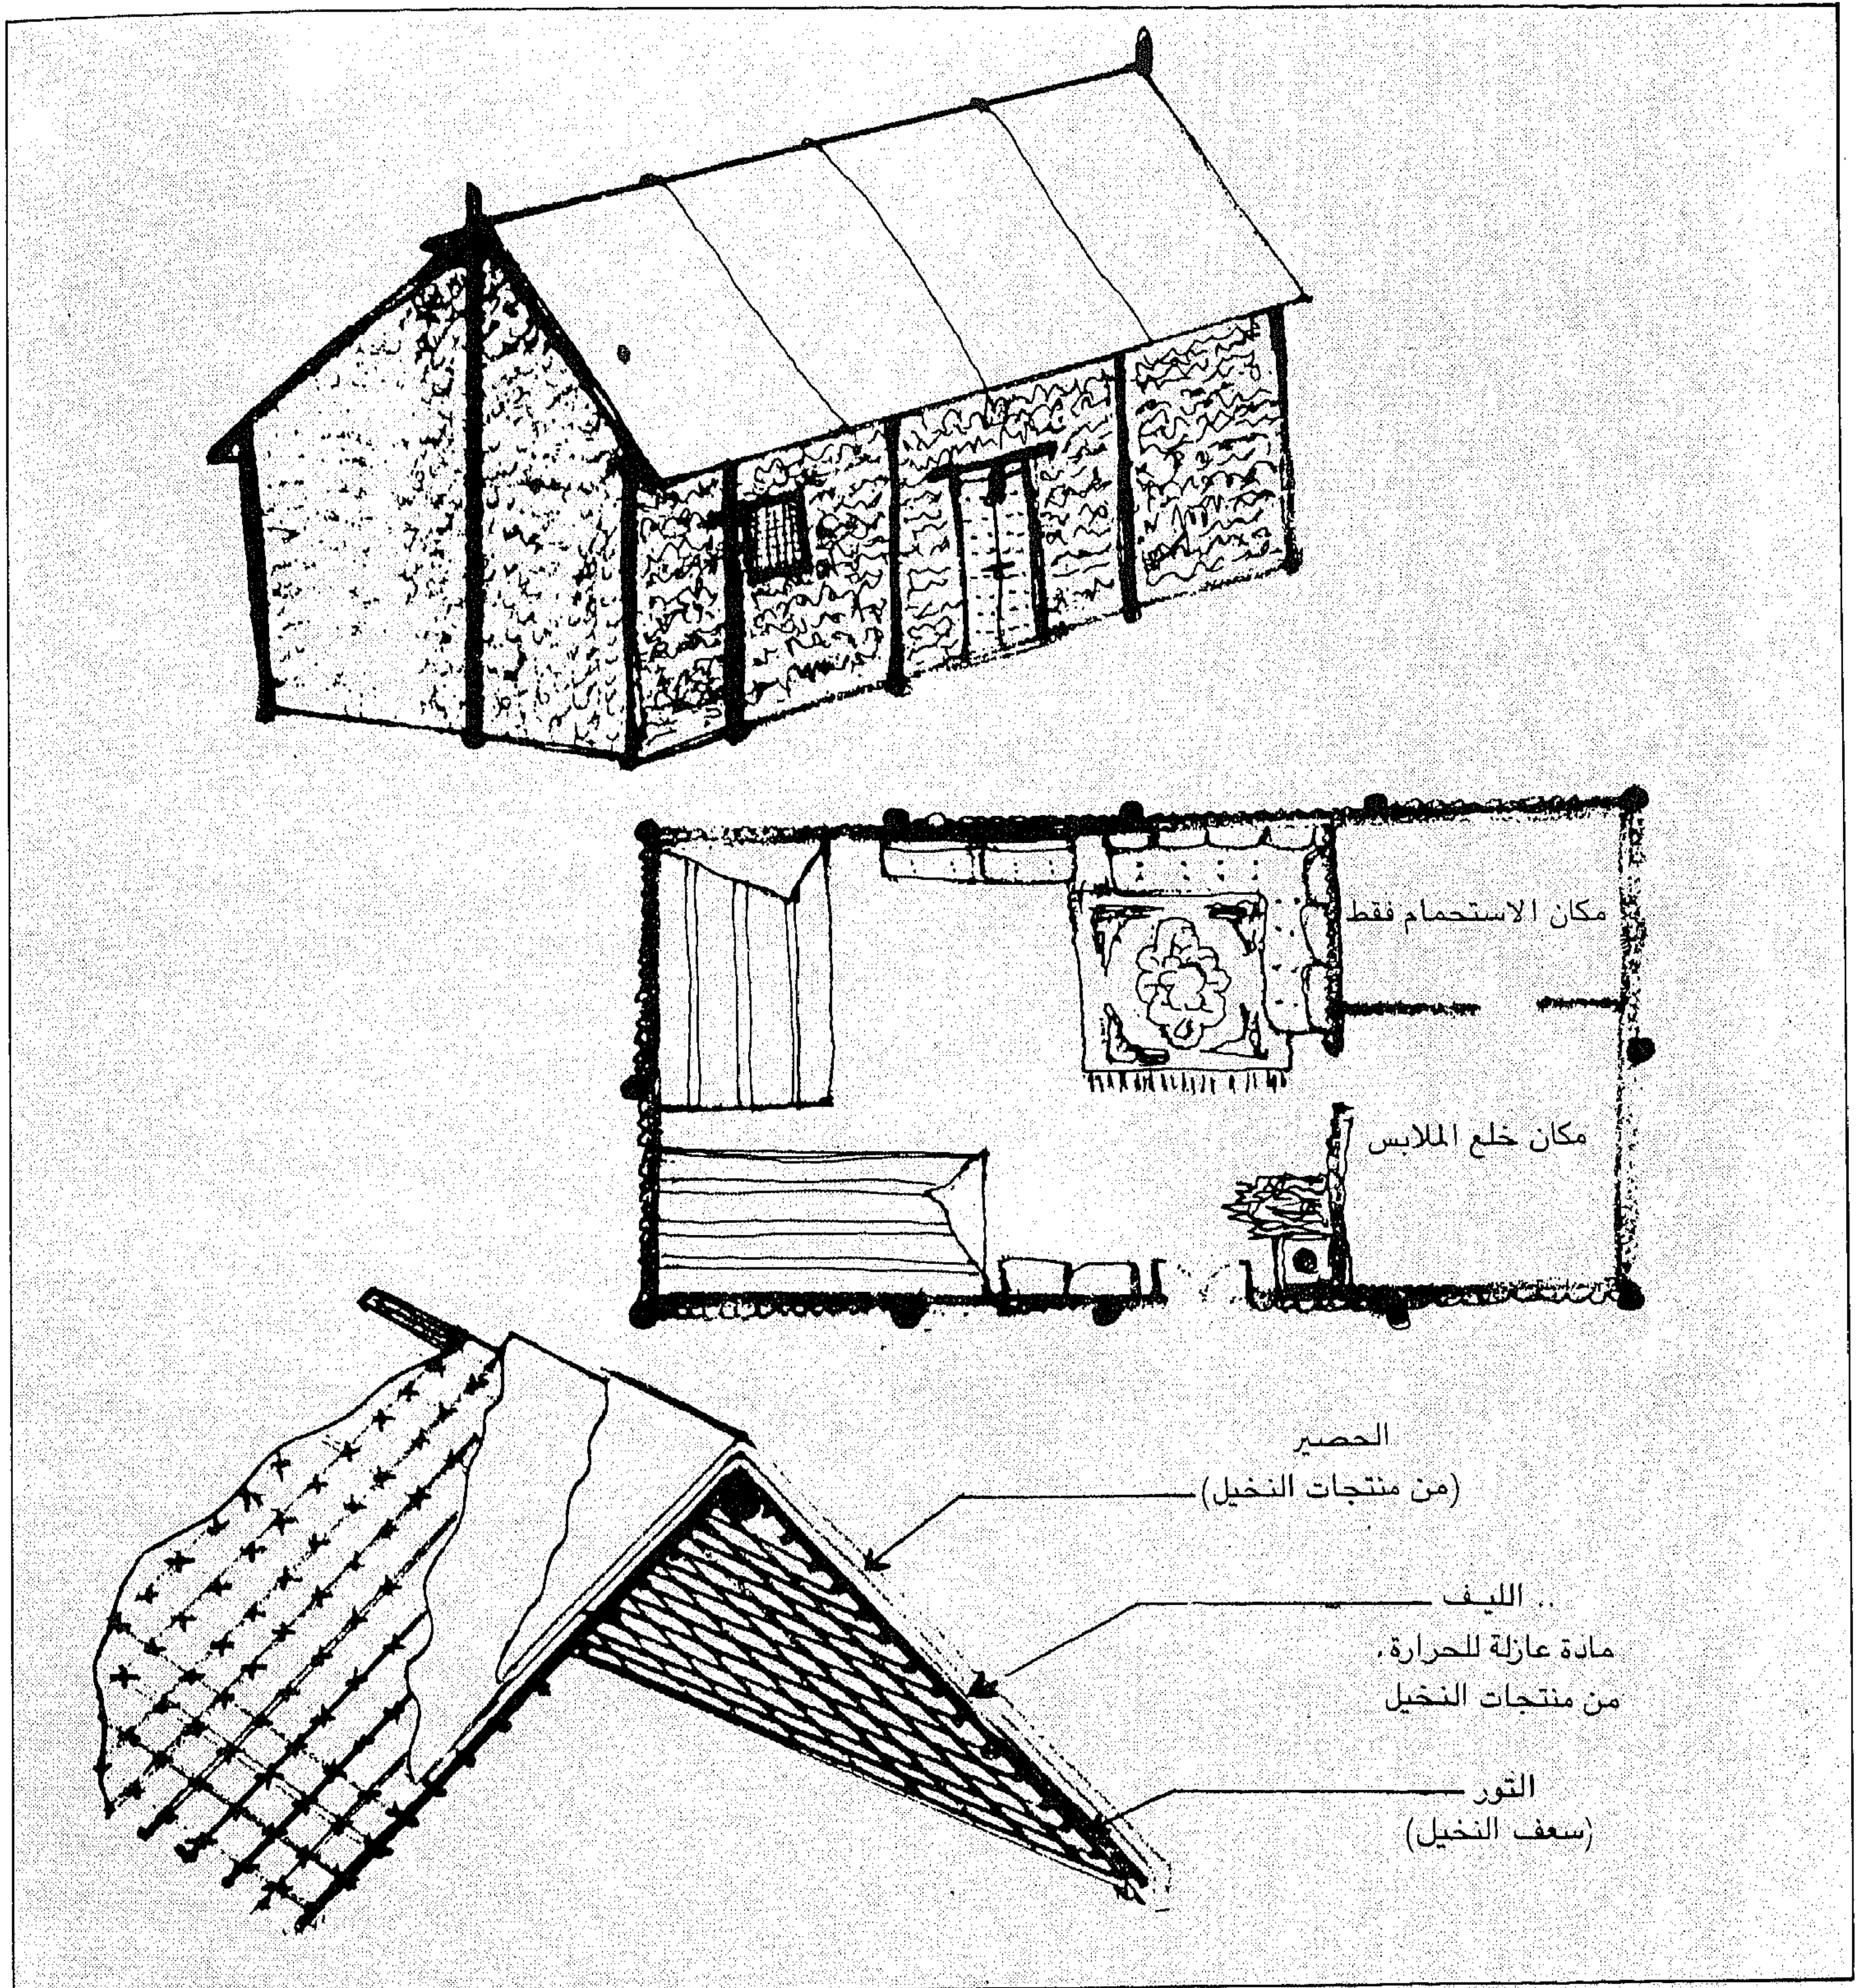 مكان الاستحمام فقط
مكان خلع الملابس
الحصير
(من منتجات النخيل)
.. الليف
مادة عازلة للحرارة.
من منتجات النخيل
التور
(سعف النخيل)